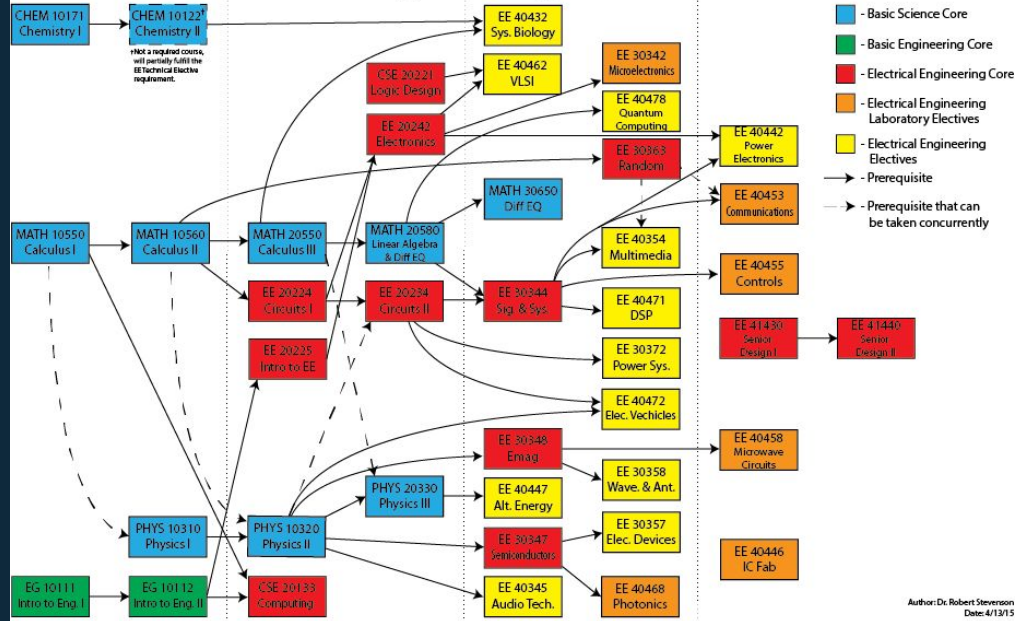 CHEM 10171
Chemistry I
CHEM 10122†
Chemistry II
†Not a required course,
will partially fulfill the
EE Technical Elective
requirement.
EE 40432
Sys. Biology
CSE 20221
Logic Design
EE 40462
VLSI
EE 30342
Microelectronics
EE 20242
Electronics
EE 40478
Quantum
Computing
EE 30363
Random
EE 40442
Power
Electronics
MATH 30650
Diff EQ
EE 40453
Communications
MATH 10550
Calculus I
MATH 10560
Calculus II
MATH 20550
Calculus III
MATH 20580
Linear Algebra
& Diff EQ
EE 40354
Multimedia
EE 40455
Controls
EE 20224
Circuits I
EE 20234
Circuits II
EE 30344
Sig. & Sys.
EE 40471
DSP
EE 41430
Senior
Design I
EE 41440
Senior
Design II
EE 20225
Intro to EE
EE 30372
Power Sys.
EE 40472
Elec. Vechicles
EE 30348
Emag
EE 40458
Microwave
Circuits
EE 30358
Wave. & Ant.
PHYS 20330
Physics III
EE 40447
Alt. Energy
PHYS 10310
Physics I
PHYS 10320
Physics II
EE 30347
Semiconductors
EE 30357
Elec. Devices
EE 40446
IC Fab
EG 10111
Intro to Eng. I
EG 10112
Intro to Eng. II
CSE 20133
Computing
EE 40345
Audio Tech.
EE 40468
Photonics
- Basic Science Core
- Basic Engineering Core
- Electrical Engineering Core
- Electrical Engineering
Laboratory Electives
- Electrical Engineering
Electives
- Prerequisite
- Prerequisite that can
be taken concurrently
Author: Dr. Robert Stevenson
Date: 4/13/15